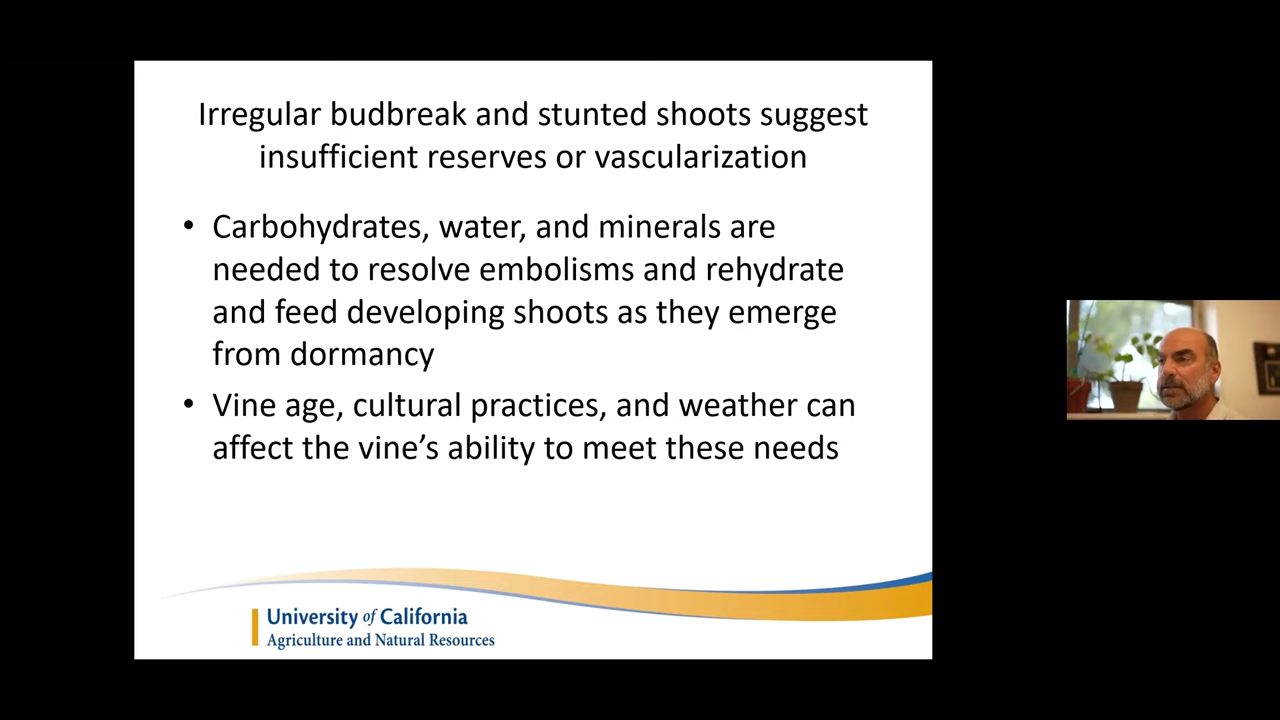 Irregular budbreak and stunted shoots suggest
insufficient reserves or vascularization
• Carbohydrates, water, and minerals are
needed to resolve embolisms and rehydrate
and feed developing shoots as they emerge
from dormancy
• Vine age, cultural practices, and weather can
affect the vine’s ability to meet these needs
University of California
Agriculture and Natural Resources